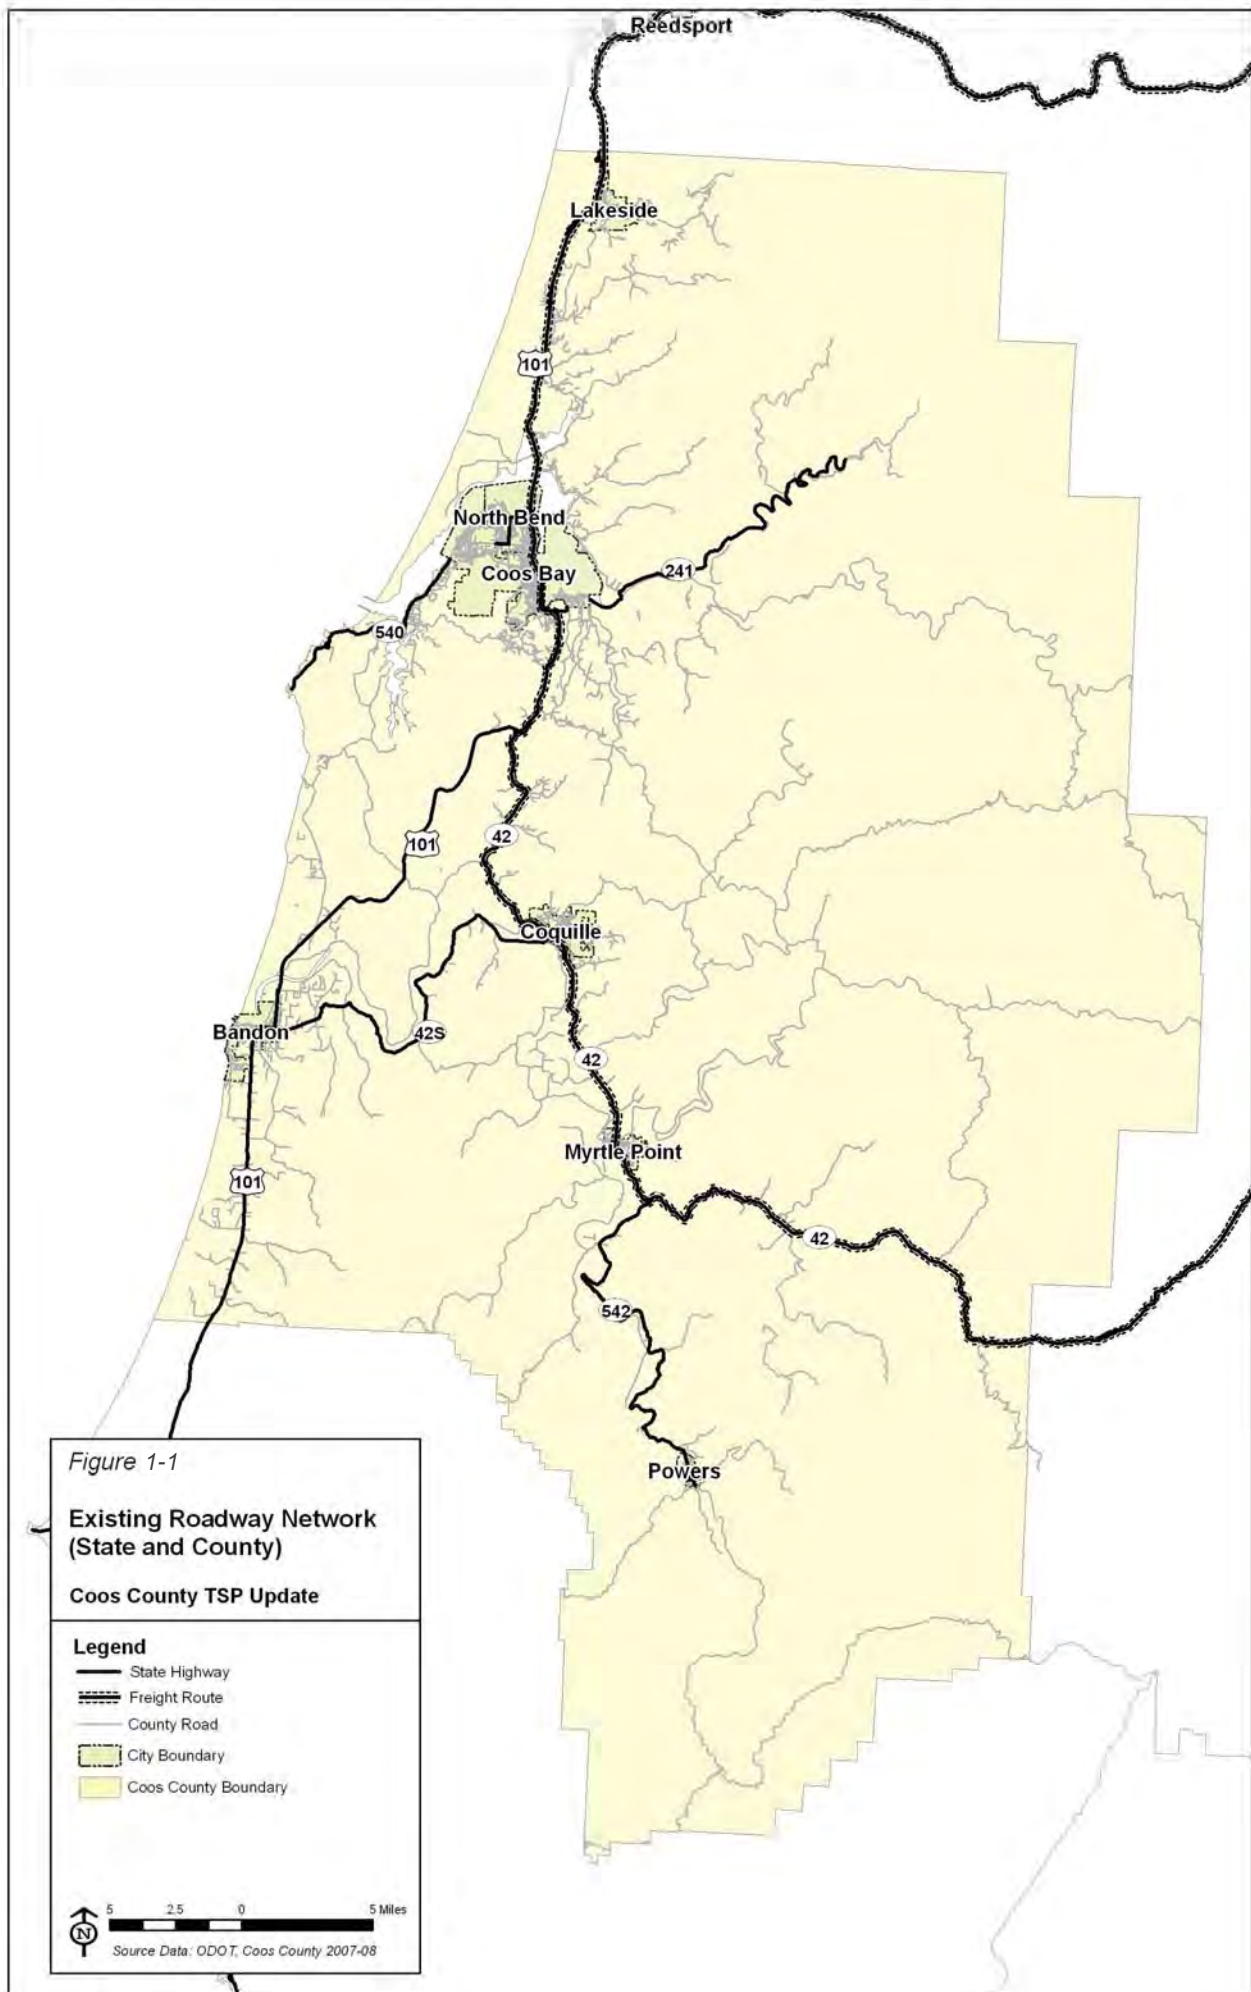 Reedsport
Lakeside
101
North Bend
Coos Bay
241
540
101
42
Coquille
Bandon
42S
42
Myrtle Point
101
42
542
Powers
Figure 1-1
Existing Roadway Network
(State and County)
Coos County TSP Update
Legend
State Highway
Freight Route
County Road
City Boundary
Coos County Boundary
5 2.5 0 5 Miles
N
Source Data: ODOT, Coos County 2007-08